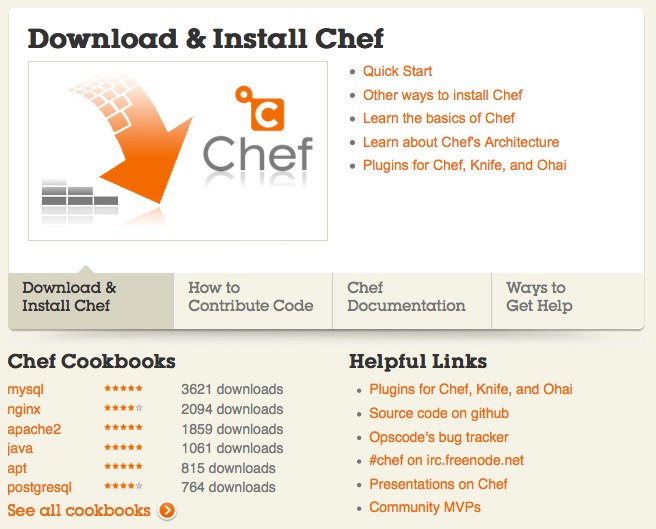 Download & Install Chef
°C
Chef
Quick Start
Other ways to install Chef
Learn the basics of Chef
Learn about Chef's Architecture
Plugins for Chef, Knife, and Ohai
Download &
Install Chef
How to
Contribute Code
Chef
Documentation
Ways to
Get Help
Chef Cookbooks
mysql 3621 downloads
nginx 2094 downloads
apache2 1859 downloads
java 1061 downloads
apt 815 downloads
postgresql 764 downloads
See all cookbooks
Helpful Links
Plugins for Chef, Knife, and Ohai
Source code on github
Opscode's bug tracker
#chef on irc.freenode.net
Presentations on Chef
Community MVPs